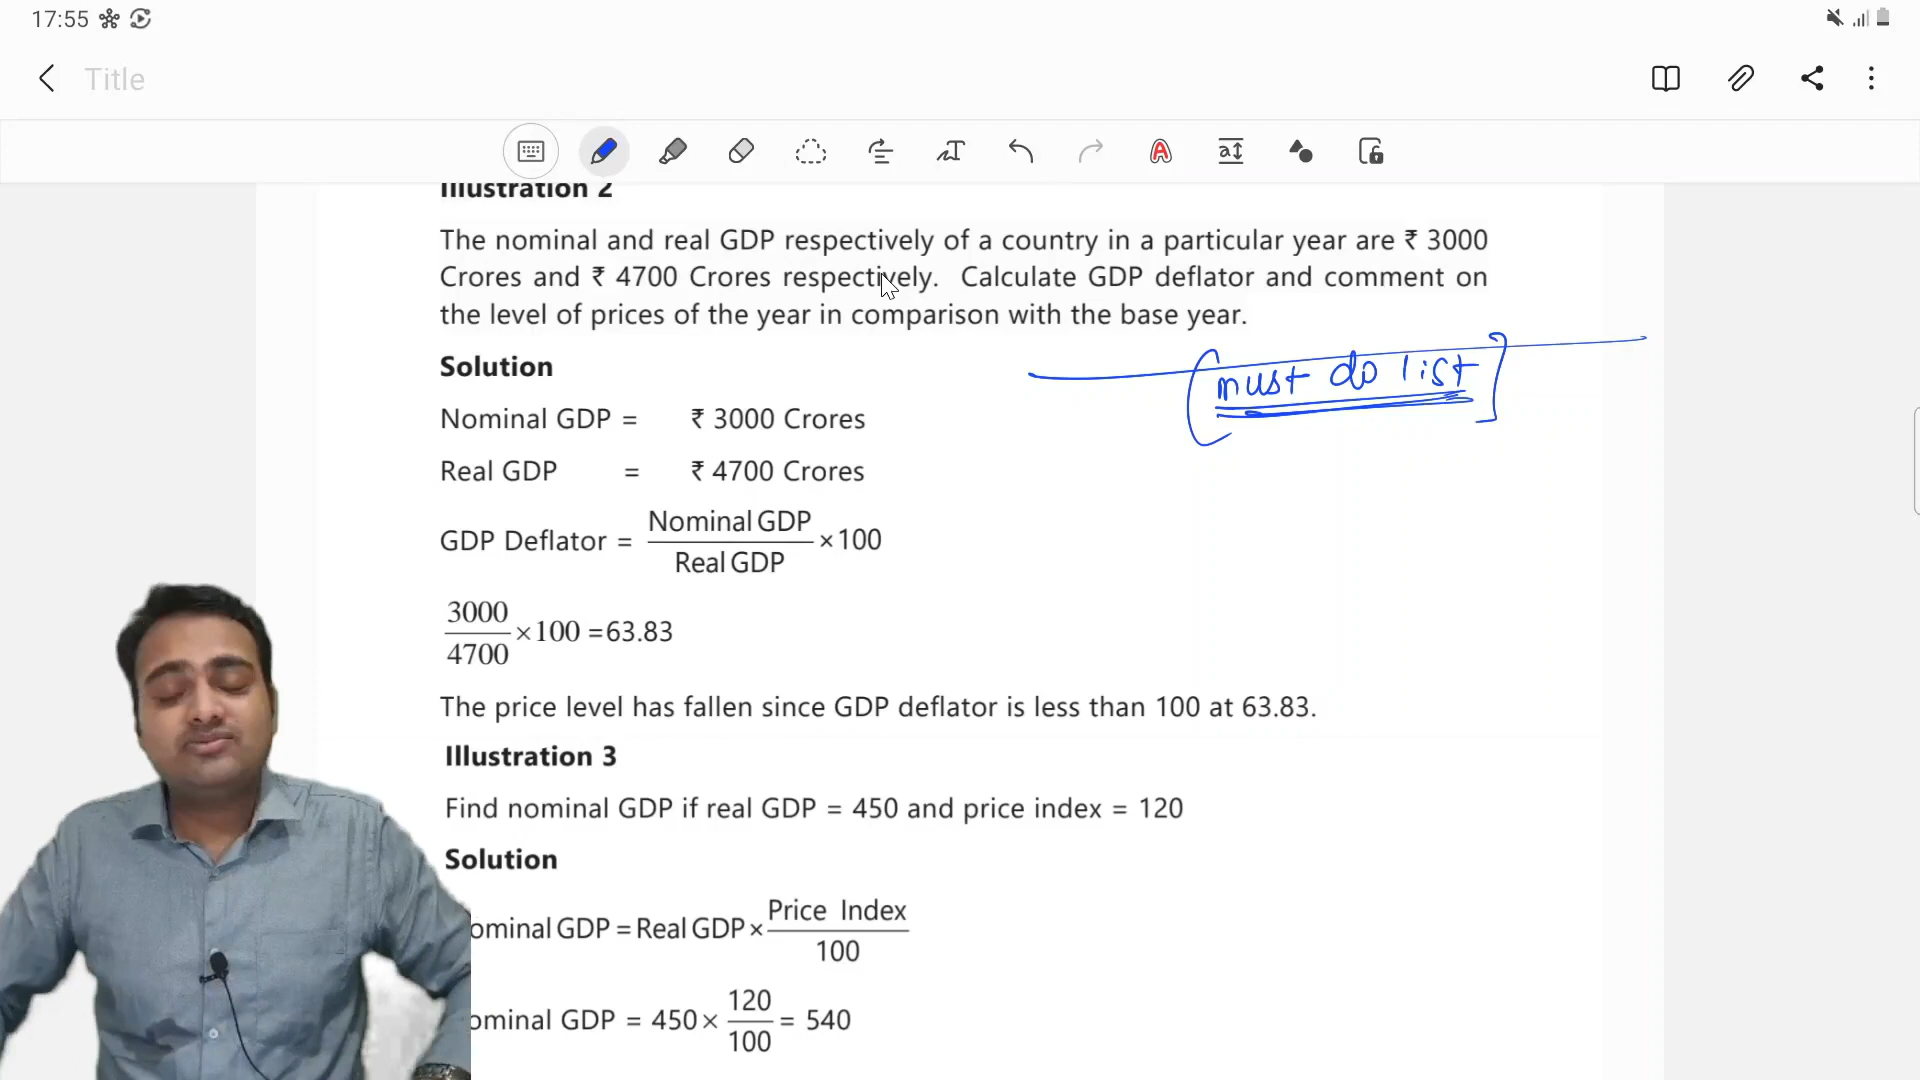 17:55
Title
Illustration 2
The nominal and real GDP respectively of a country in a particular year are ₹ 3000
Crores and ₹ 4700 Crores respectively. Calculate GDP deflator and comment on
the level of prices of the year in comparison with the base year.
must do list
Solution
Nominal GDP = ₹ 3000 Crores
Real GDP = ₹ 4700 Crores
GDP Deflator = Nominal GDP / Real GDP ×100
3000 / 4700 ×100 =63.83
The price level has fallen since GDP deflator is less than 100 at 63.83.
Illustration 3
Find nominal GDP if real GDP = 450 and price index = 120
Solution
ominal GDP = Real GDP × Price Index / 100
ominal GDP = 450 × 120 / 100 = 540